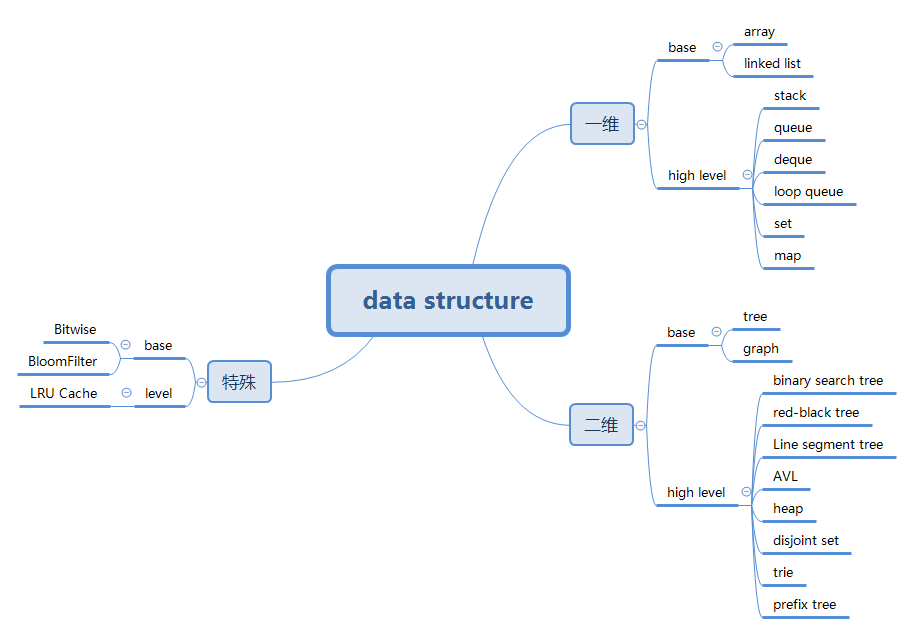 data structure
一维
base
array
linked list
high level
stack
queue
deque
loop queue
set
map
二维
base
tree
graph
high level
binary search tree
red-black tree
Line segment tree
AVL
heap
disjoint set
trie
prefix tree
特殊
base
Bitwise
BloomFilter
level
LRU Cache